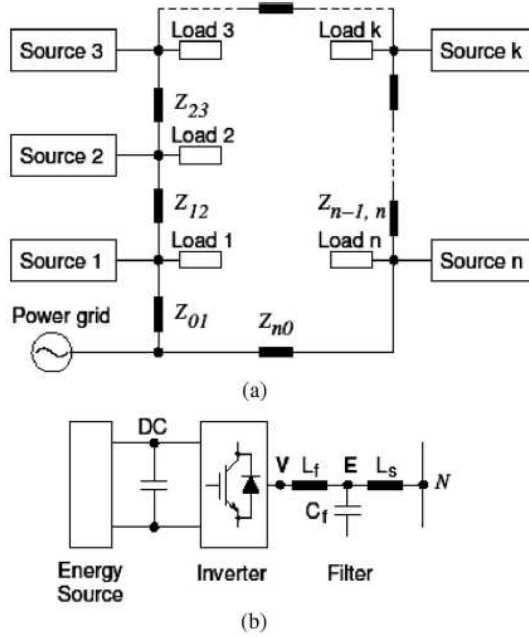 Source 3
Load 3
Load k
Source k
Z23
Source 2
Load 2
Z12
Zn–1, n
Source 1
Load 1
Load n
Source n
Power grid
Z01
Zn0
(a)
DC
V
Lf
E
Ls
N
Cf
Energy
Source
Inverter
Filter
(b)